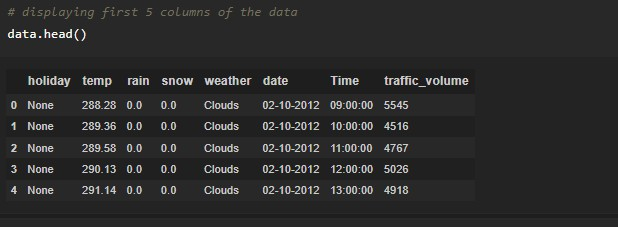 # displaying first 5 columns of the data
data.head()
holiday temp rain snow weather date Time traffic_volume
0 None 288.28 0.0 0.0 Clouds 02-10-2012 09:00:00 5545
1 None 289.36 0.0 0.0 Clouds 02-10-2012 10:00:00 4516
2 None 289.58 0.0 0.0 Clouds 02-10-2012 11:00:00 4767
3 None 290.13 0.0 0.0 Clouds 02-10-2012 12:00:00 5026
4 None 291.14 0.0 0.0 Clouds 02-10-2012 13:00:00 4918